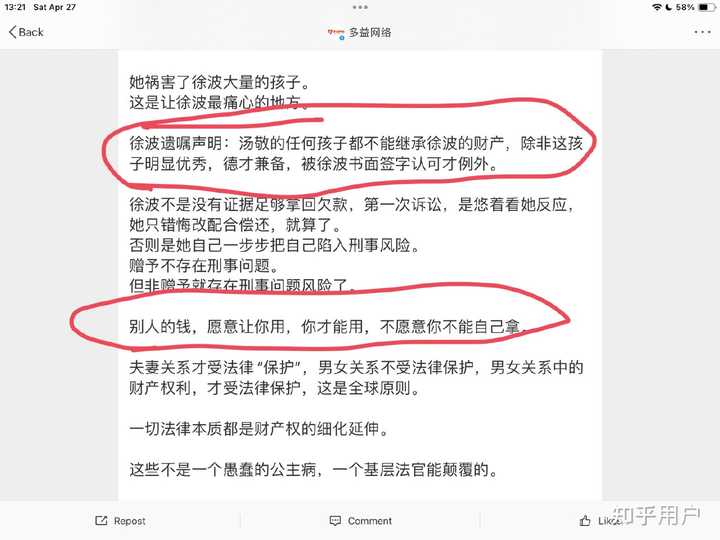 13:21 Sat Apr 27
58%
Back
多益网络
她祸害了徐波大量的孩子。
这是让徐波最痛心的地方。
徐波遗嘱声明：汤敬的任何孩子都不能继承徐波的财产，除非这孩
子明显优秀，德才兼备，被徐波书面签字认可才例外。
徐波不是没有证据足够拿回欠款，第一次诉讼，是悠着看她反应，
她只错悔改配合偿还，就算了。
否则是她自己一步步把自己陷入刑事风险。
赠予不存在刑事问题。
但非赠予就存在刑事问题风险了。
别人的钱，愿意让你用，你才能用，不愿意你不能自己拿。
夫妻关系才受法律“保护”，男女关系不受法律保护，男女关系中的
财产权利，才受法律保护，这是全球原则。
一切法律本质都是财产权的细化延伸。
这些不是一个愚蠢的公主病，一个基层法官能颠覆的。
Repost
Comment
Like
知乎用户